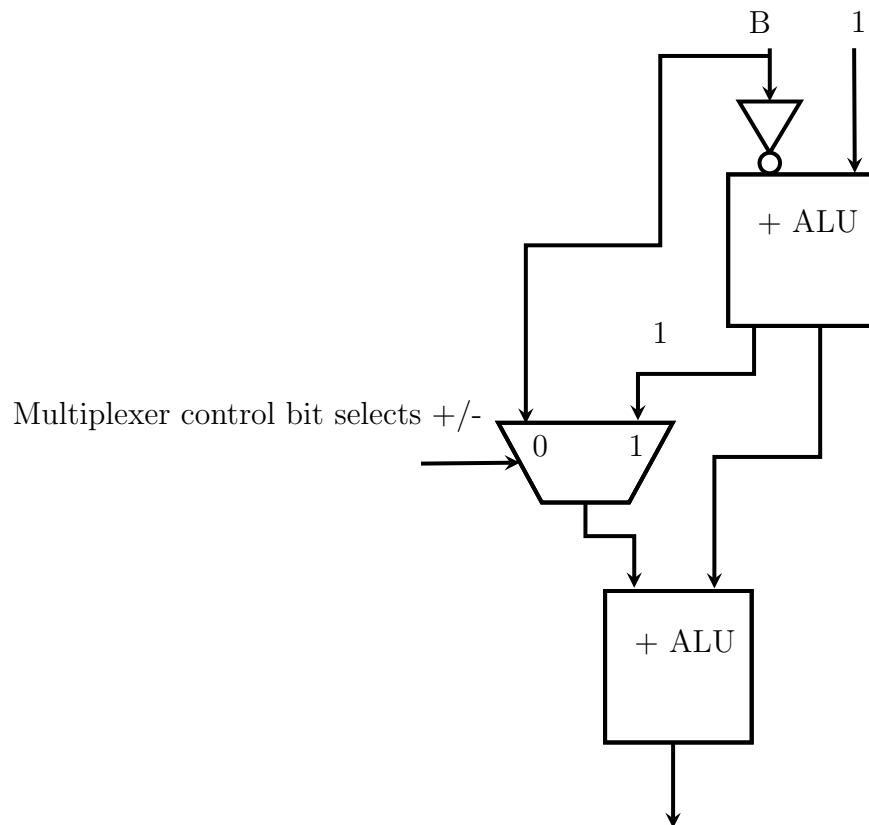 B 1
+ ALU
1
Multiplexer control bit selects +/-
0 1
+ ALU